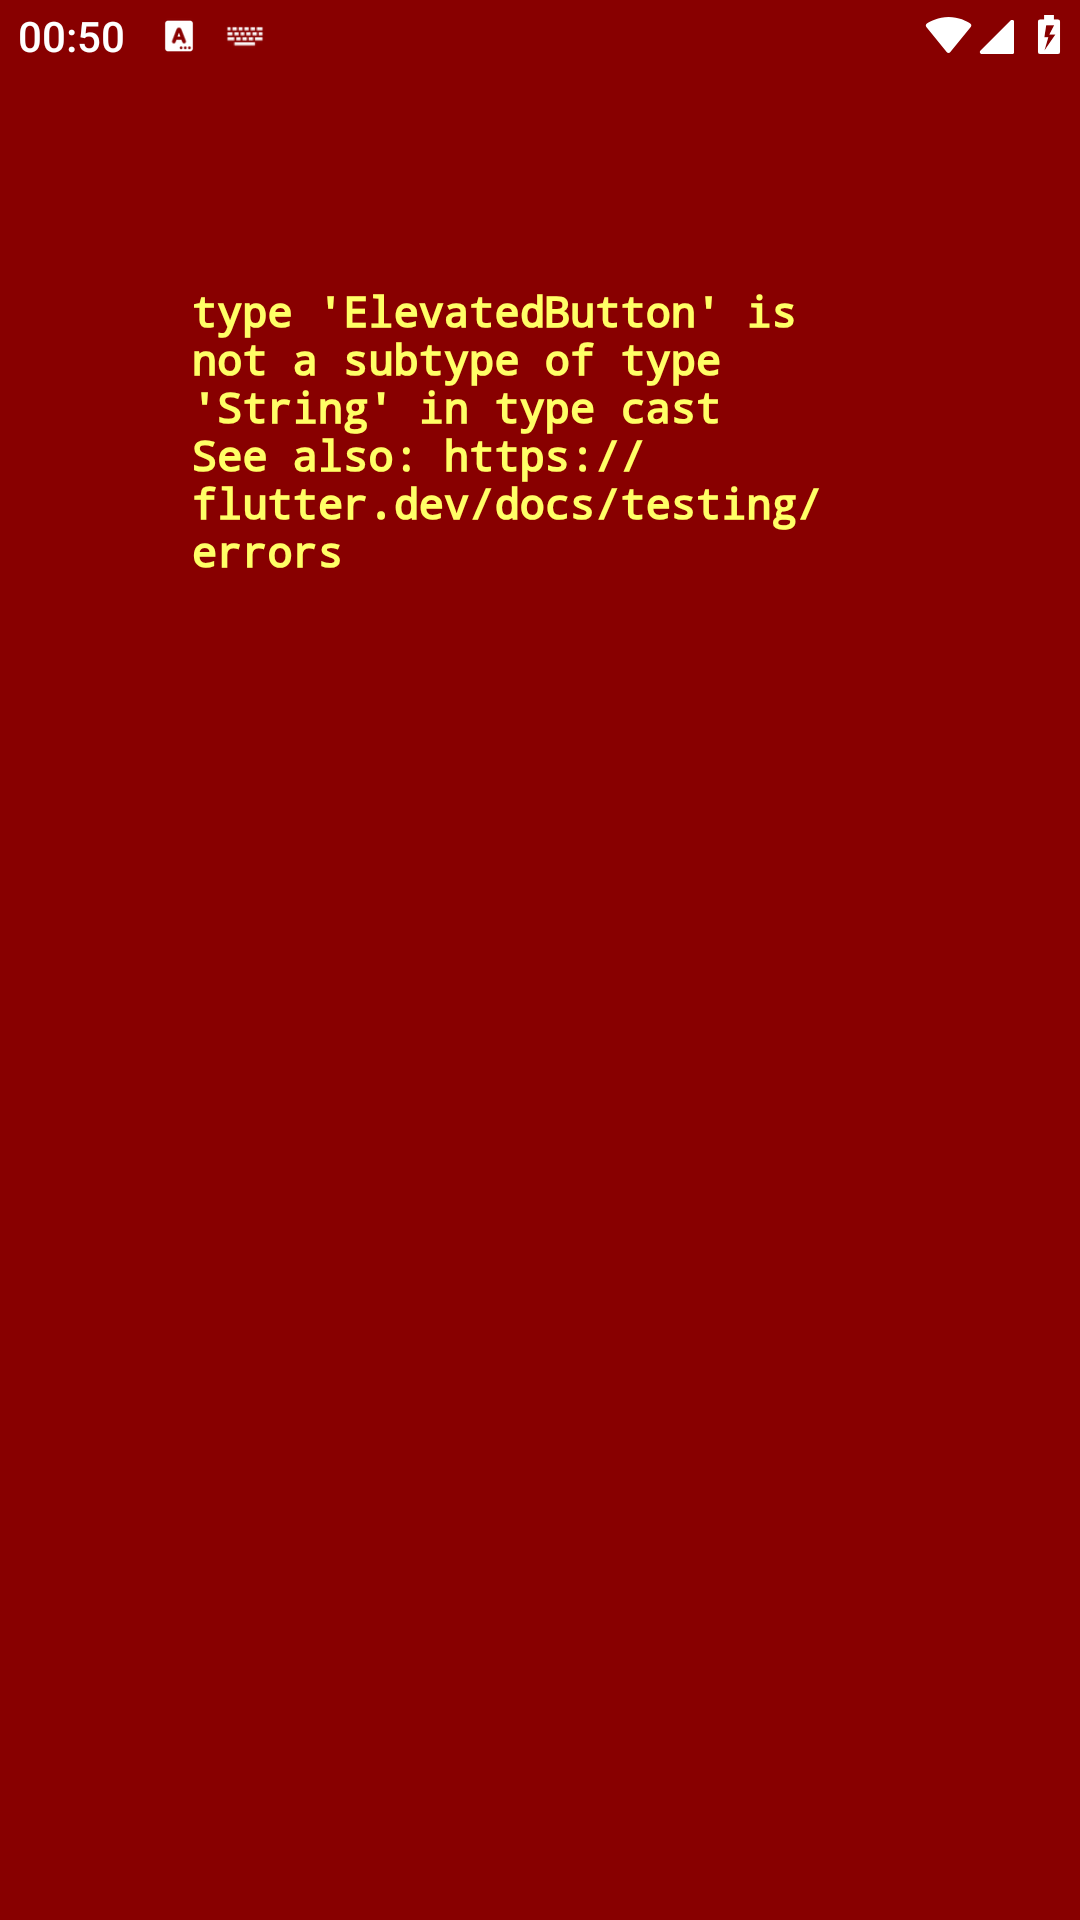 00:50
type 'ElevatedButton' is
not a subtype of type
'String' in type cast
See also: https://
flutter.dev/docs/testing/
errors